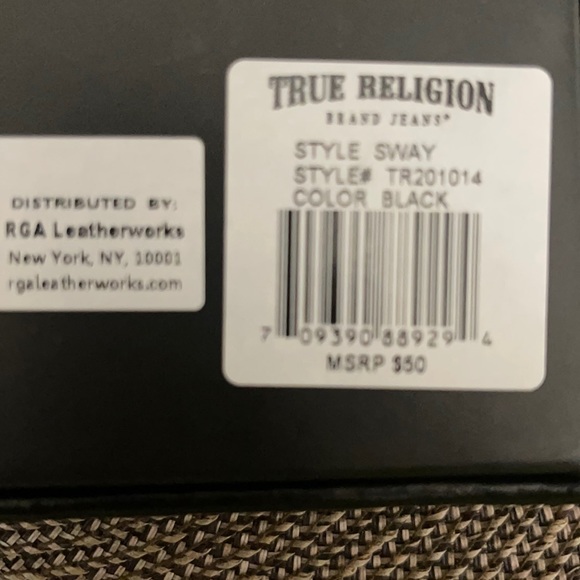 TRUE RELIGION
BRAND JEANS®
STYLE SWAY
STYLE# TR201014
COLOR BLACK
7 09390 88929 4
MSRP $50
DISTRIBUTED BY:
RGA Leatherworks
New York, NY, 10001
rgaleatherworks.com